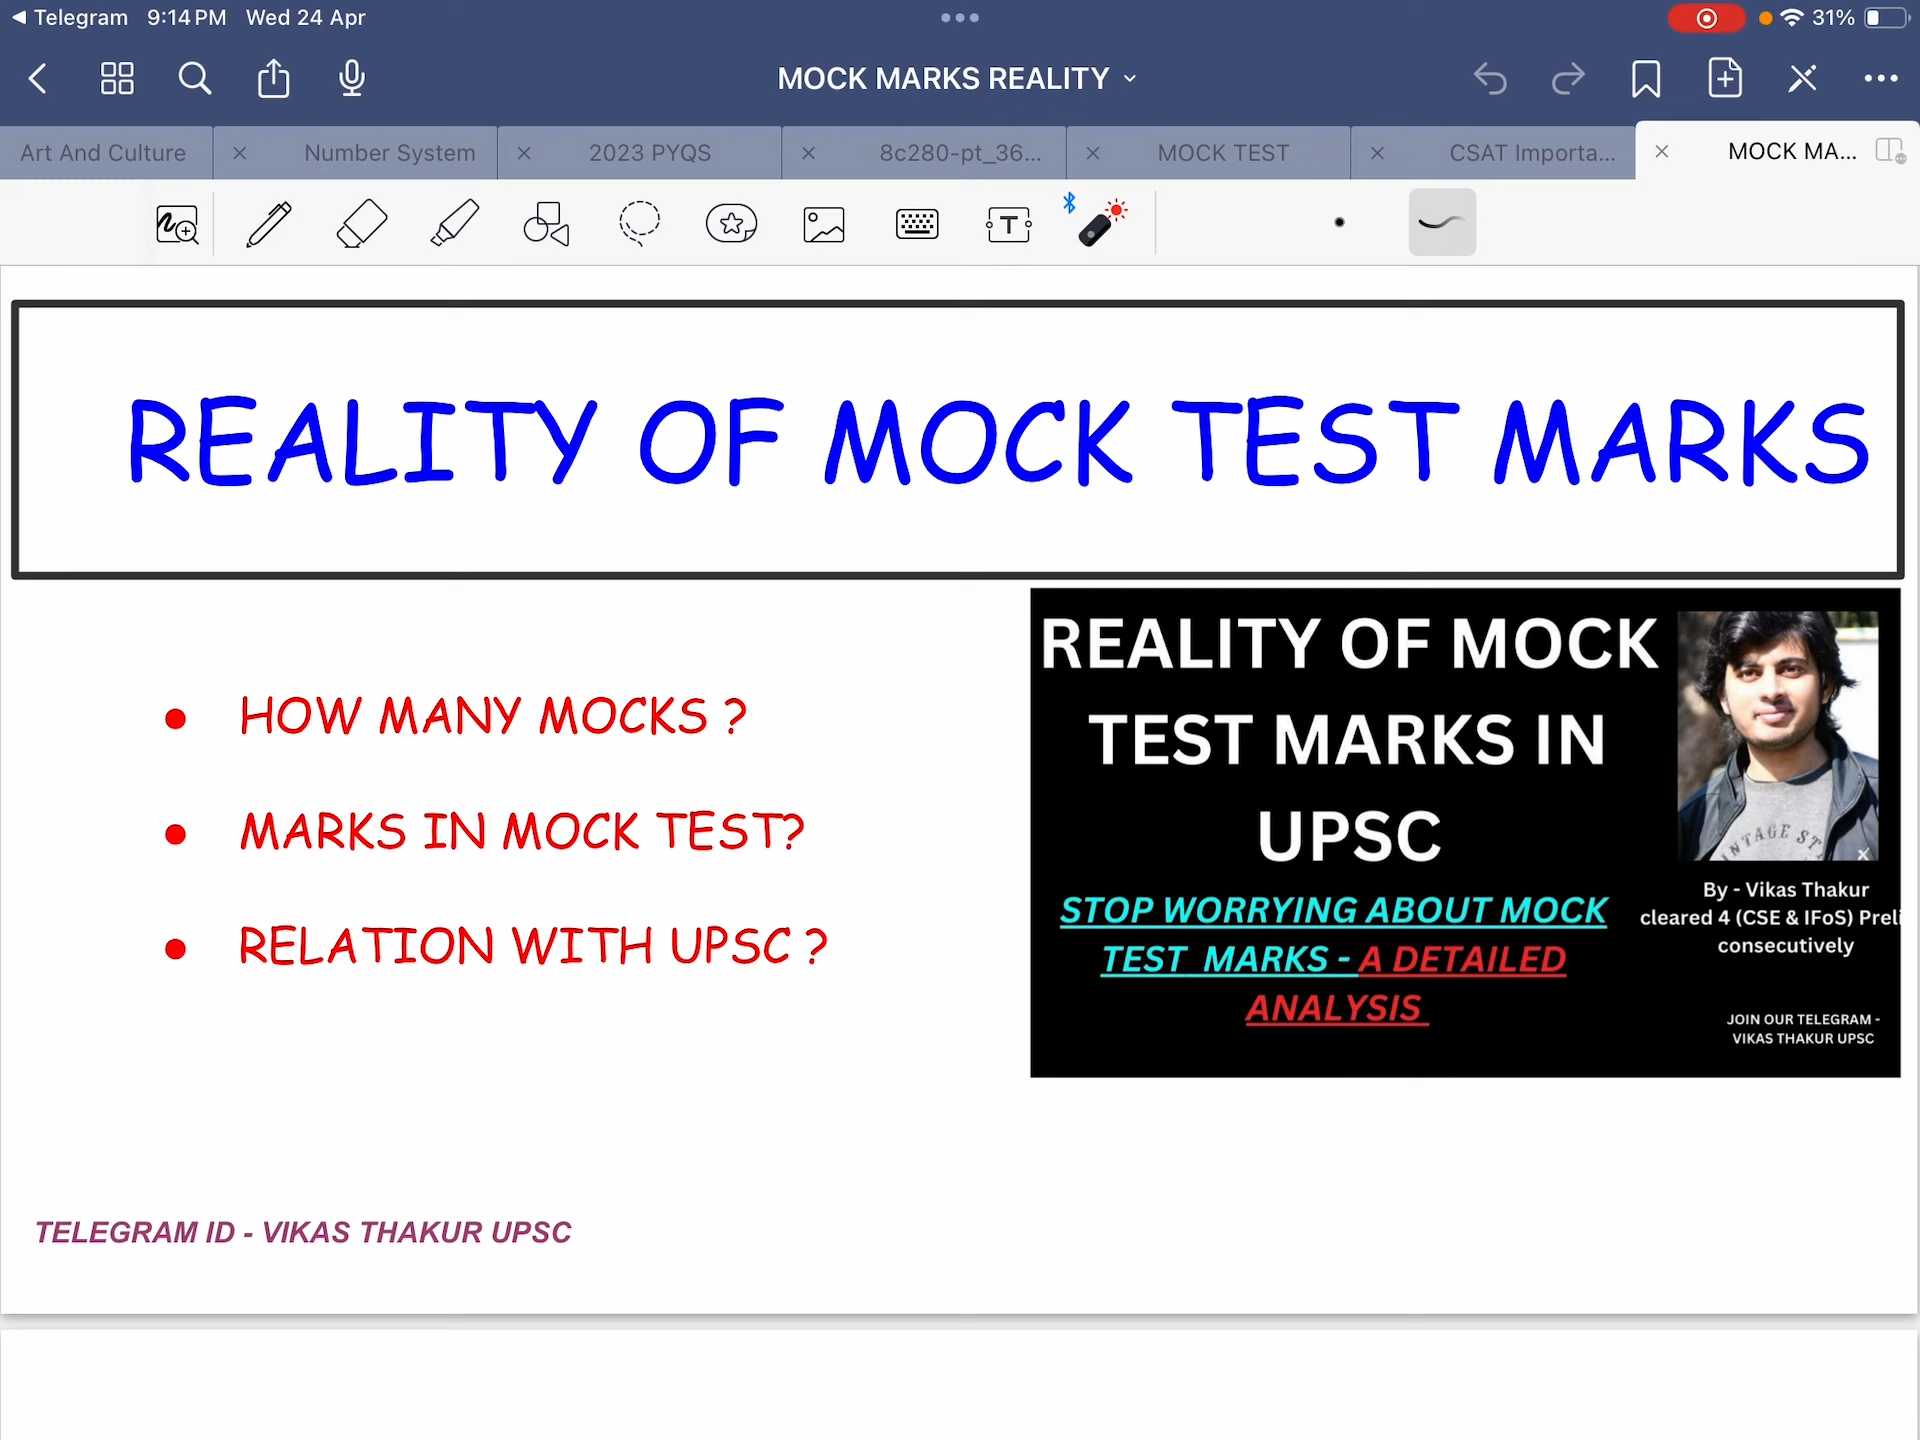 Telegram 9:14 PM Wed 24 Apr
31%
MOCK MARKS REALITY
Art And Culture Number System 2023 PYQS 8c280-pt_36... MOCK TEST CSAT Importa... MOCK MA...
T
REALITY OF MOCK TEST MARKS
HOW MANY MOCKS ?
MARKS IN MOCK TEST?
RELATION WITH UPSC ?
REALITY OF MOCK
TEST MARKS IN
UPSC
STOP WORRYING ABOUT MOCK
TEST MARKS - A DETAILED
ANALYSIS
NTAGE ST
By - Vikas Thakur
cleared 4 (CSE & IFoS) Preli
consecutively
JOIN OUR TELEGRAM -
VIKAS THAKUR UPSC
TELEGRAM ID - VIKAS THAKUR UPSC